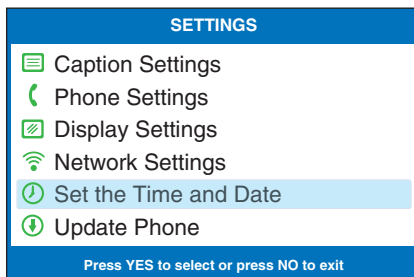 SETTINGS
Caption Settings
Phone Settings
Display Settings
Network Settings
Set the Time and Date
Update Phone
Press YES to select or press NO to exit